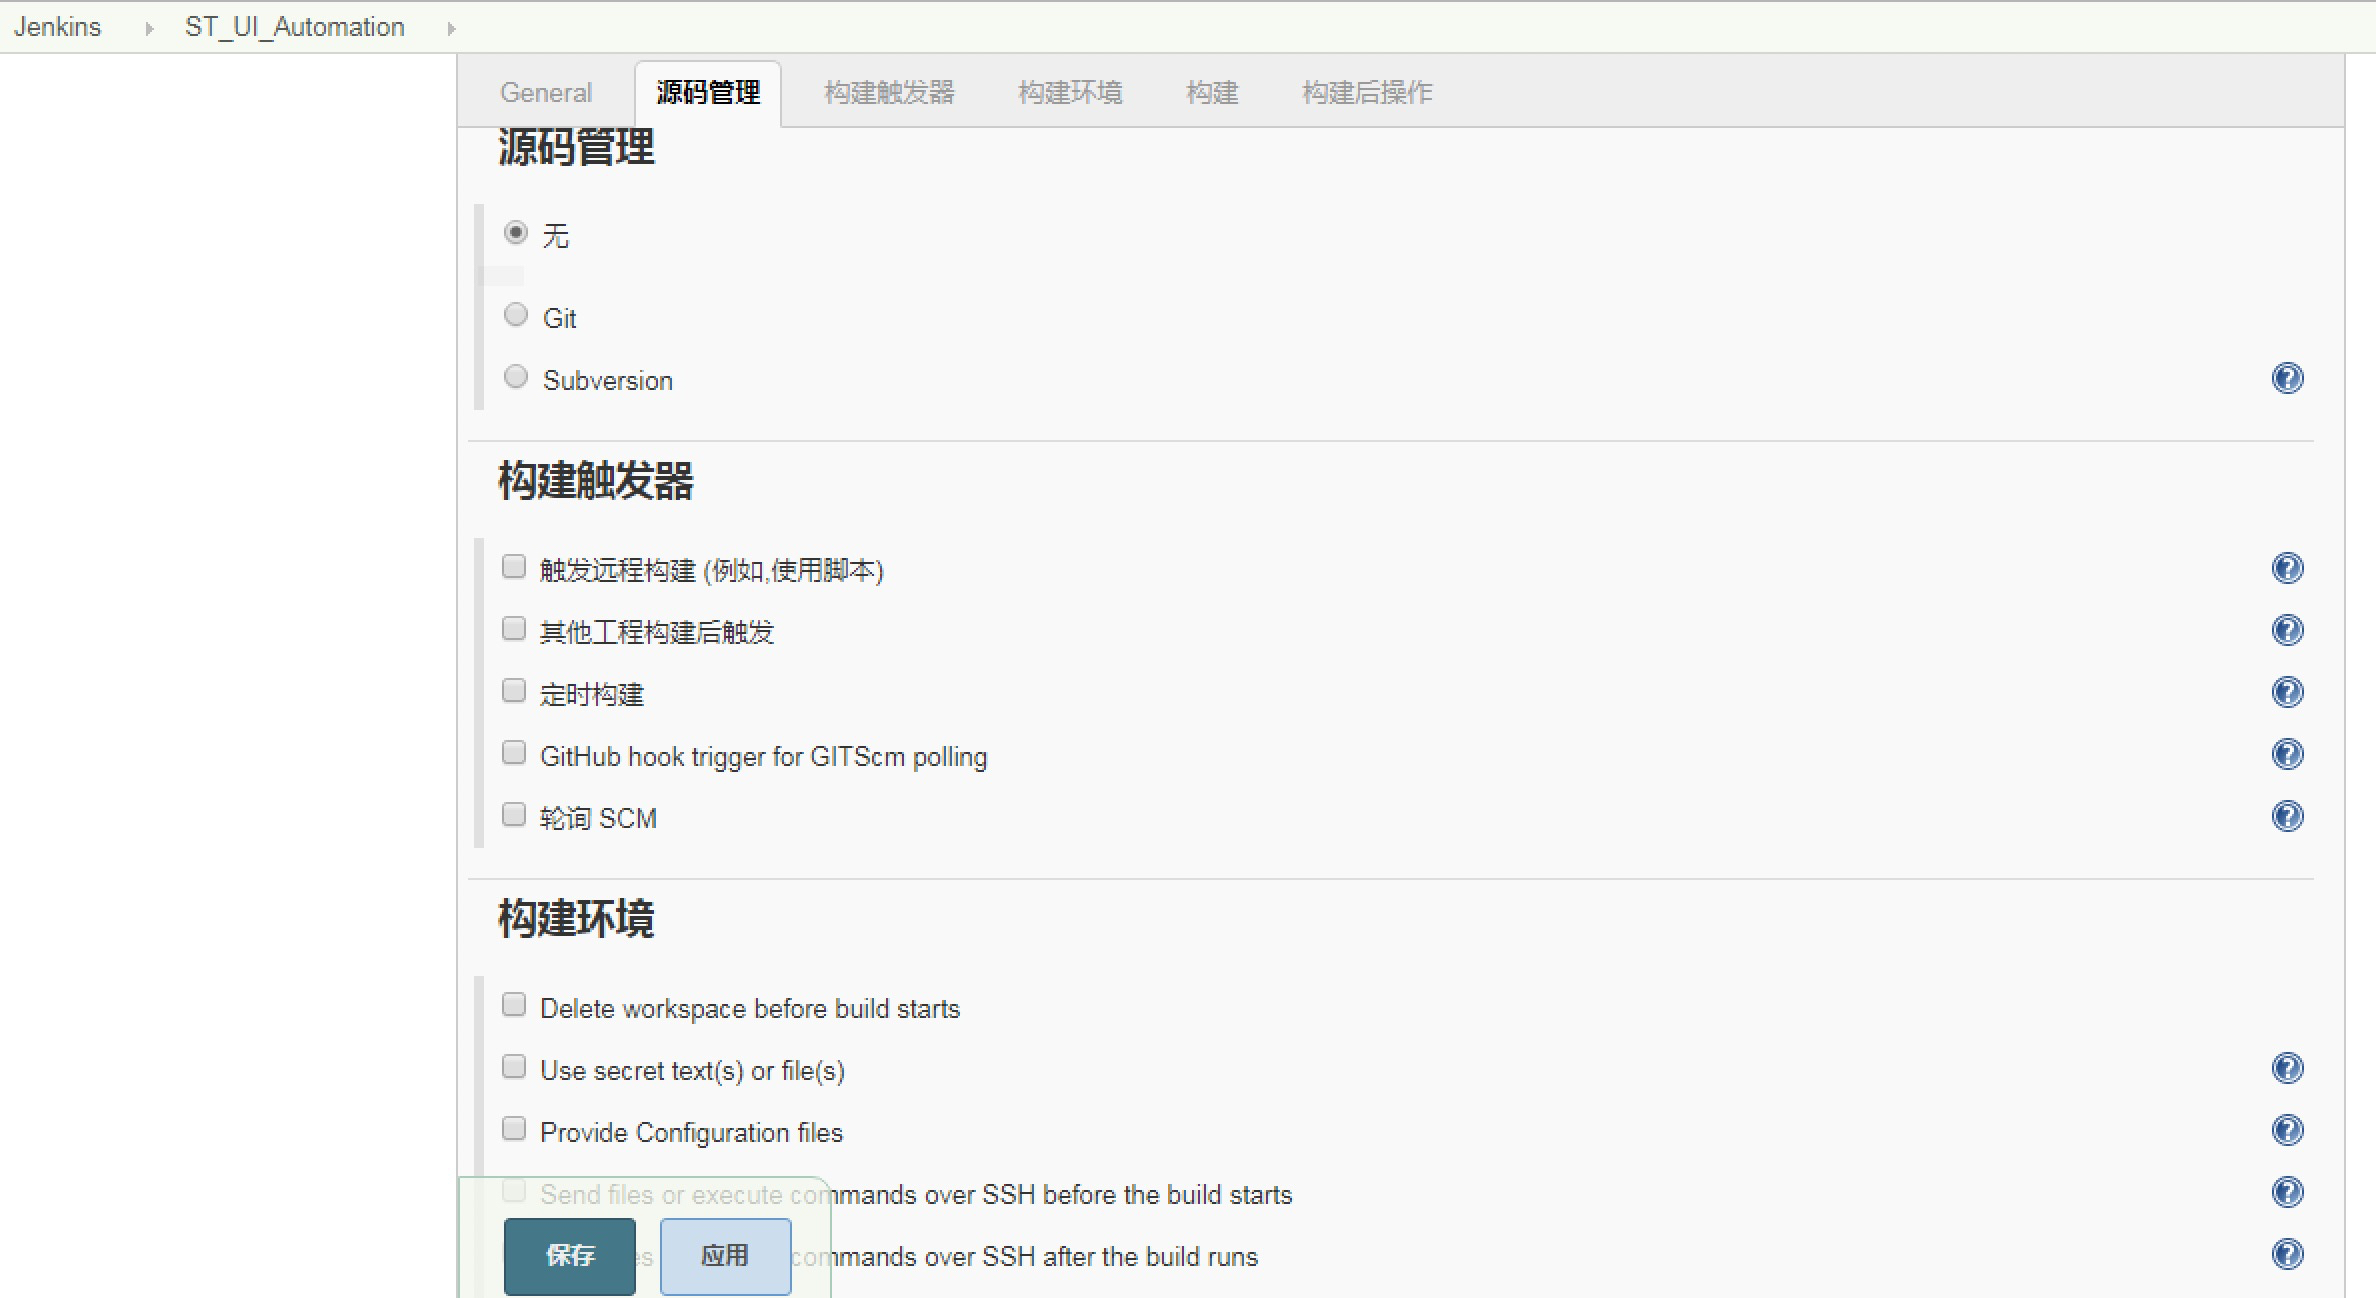 Jenkins ST_UI_Automation
General 源码管理 构建触发器 构建环境 构建 构建后操作
源码管理
无
Git
Subversion
构建触发器
触发远程构建 (例如,使用脚本)
其他工程构建后触发
定时构建
GitHub hook trigger for GITScm polling
轮询 SCM
构建环境
Delete workspace before build starts
Use secret text(s) or file(s)
Provide Configuration files
Send files or execute commands over SSH before the build starts
保存 应用 commands over SSH after the build runs